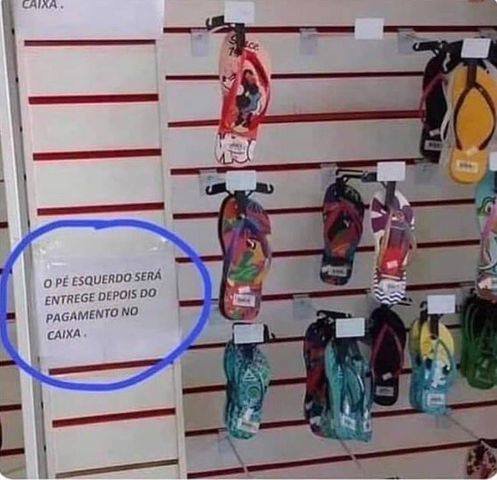 CAIXA .
O PÉ ESQUERDO SERÁ
ENTREGE DEPOIS DO
PAGAMENTO NO
CAIXA .